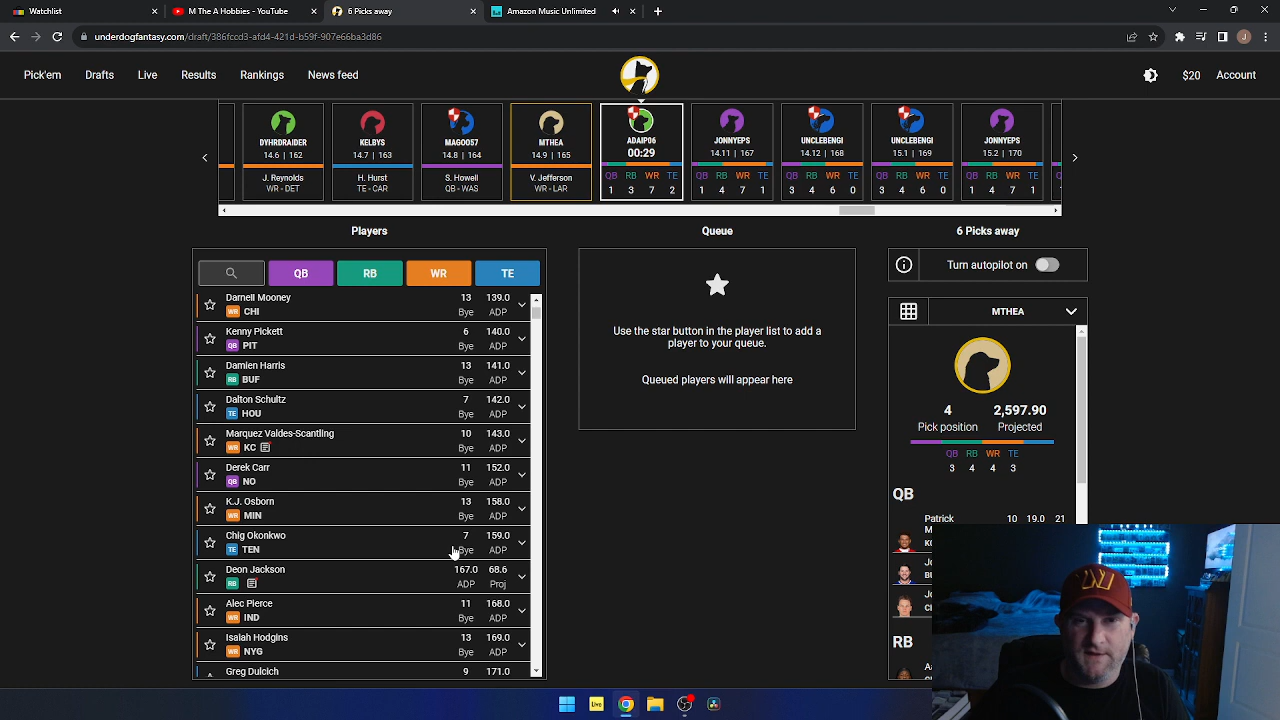 Watchlist
M The A Hobbies - YouTube
6 Picks away
Amazon Music Unlimited
underdogfantasy.com/draft/386fccd3-afd4-421d-b59f-907e66ba3d86
J
Pick'em
Drafts
Live
Results
Rankings
News feed
$20
Account
DYHRDRAIDER
14.6 | 162
J. Reynolds
WR - DET
KELBYS
14.7 | 163
H. Hurst
TE - CAR
MAGOO57
14.8 | 164
S. Howell
QB - WAS
MTHEA
14.9 | 165
V. Jefferson
WR - LAR
ADAIP06
00:29
QB RB WR TE
1 3 7 2
JONNYEPS
14.11 | 167
QB RB WR TE
1 4 7 1
UNCLEBENGI
14.12 | 168
QB RB WR TE
3 4 6 0
UNCLEBENGI
15.1 | 169
QB RB WR TE
3 4 6 0
JONNYEPS
15.2 | 170
QB RB WR TE
1 4 7 1
Players
Queue
6 Picks away
QB
RB
WR
TE
Darnell Mooney 13 139.0
WR CHI Bye ADP
Kenny Pickett 6 140.0
QB PIT Bye ADP
Damien Harris 13 141.0
RB BUF Bye ADP
Dalton Schultz 7 142.0
TE HOU Bye ADP
Marquez Valdes-Scantling 10 143.0
WR KC Bye ADP
Derek Carr 11 152.0
QB NO Bye ADP
K.J. Osborn 13 158.0
WR MIN Bye ADP
Chig Okonkwo 7 159.0
TE TEN Bye ADP
Deon Jackson 167.0 68.6
RB ADP Proj
Alec Pierce 11 168.0
WR IND Bye ADP
Isaiah Hodgins 13 169.0
WR NYG Bye ADP
Greg Dulcich 9 171.0
Use the star button in the player list to add a
player to your queue.
Queued players will appear here
Turn autopilot on
MTHEA
4 2,597.90
Pick position Projected
QB RB WR TE
3 4 4 3
QB
Patrick 10 19.0 21
RB
Live